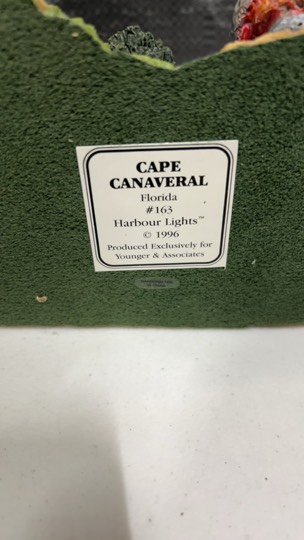 CAPE
CANAVERAL
Florida
#163
Harbour Lights™
© 1996
Produced Exclusively for
Younger & Associates